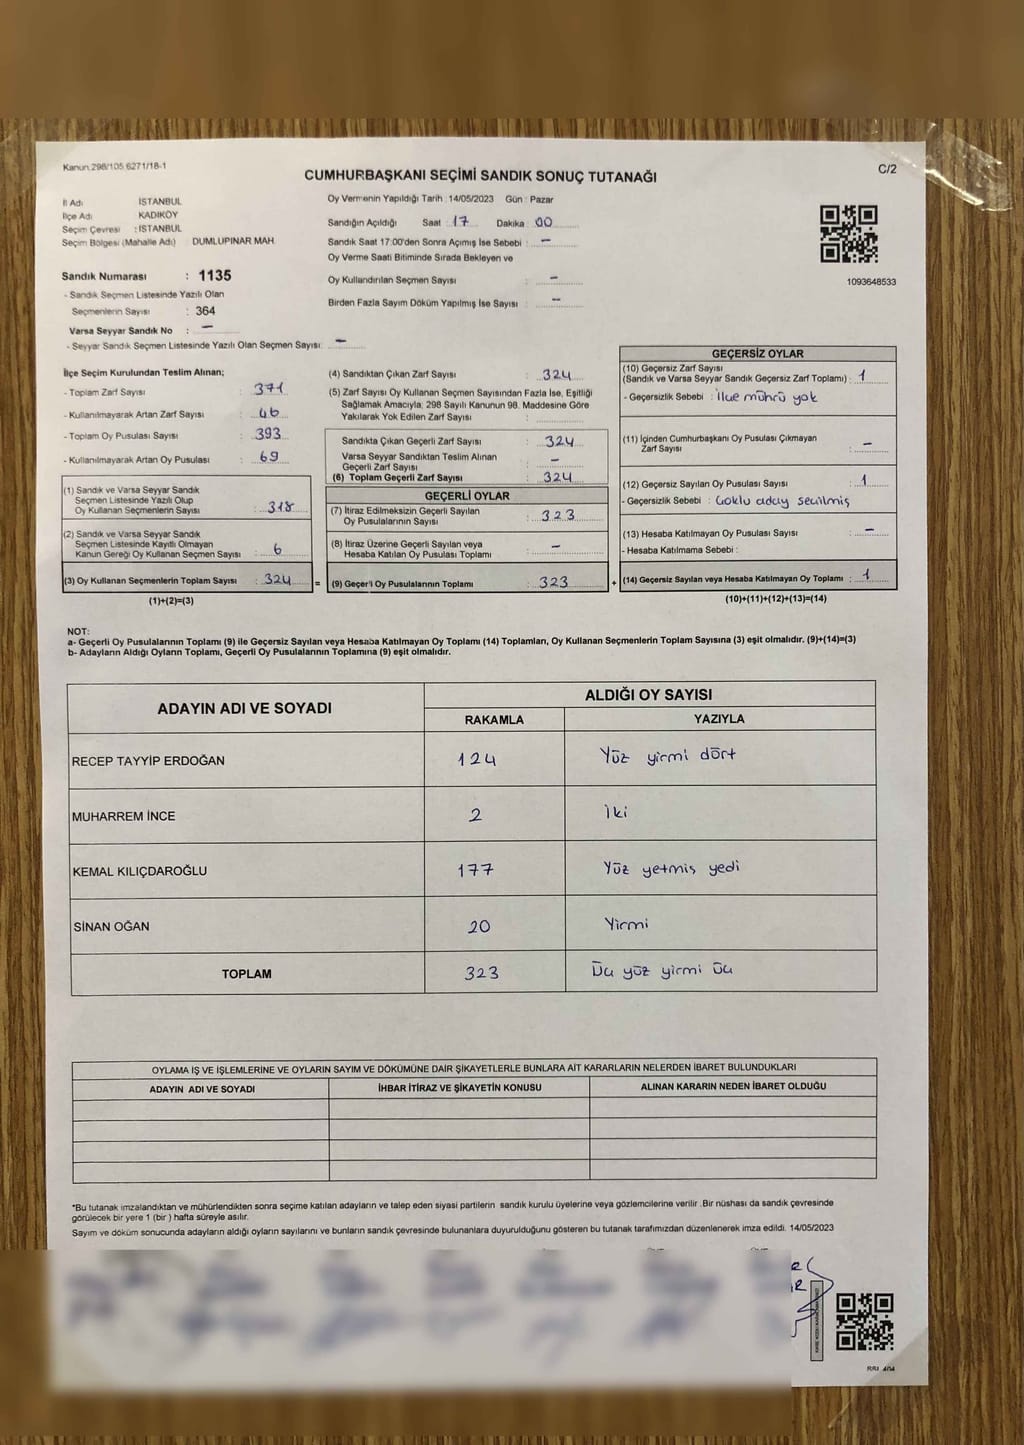 Kanun.298/105 6271/18-1
C/2
CUMHURBAŞKANI SEÇİMİ SANDIK SONUÇ TUTANAĞI
İl Adı İSTANBUL
İlçe Adı KADIKÖY
Seçim Çevresi : İSTANBUL
Seçim Bölgesi (Mahalle Adı) DUMLUPINAR MAH.
Sandık Numarası : 1135
- Sandık Seçmen Listesinde Yazılı Olan
Seçmenlerin Sayısı : 364
Varsa Seyyar Sandık No : -
- Seyyar Sandık Seçmen Listesinde Yazılı Olan Seçmen Sayısı: -
Oy Vermenin Yapıldığı Tarih : 14/05/2023 Gün : Pazar
Sandığın Açıldığı Saat : 17 Dakika : 00
Sandık Saat 17:00'den Sonra Açımış İse Sebebi : -
Oy Verme Saati Bitiminde Sırada Bekleyen ve
Oy Kullandırılan Seçmen Sayısı : -
Birden Fazla Sayım Döküm Yapılmış İse Sayısı : -
1093648533
İlçe Seçim Kurulundan Teslim Alınan;
- Toplam Zarf Sayısı : 371
- Kullanılmayarak Artan Zarf Sayısı : 46
- Toplam Oy Pusulası Sayısı : 393
- Kullanılmayarak Artan Oy Pusulası : 69
(1) Sandık ve Varsa Seyyar Sandık
Seçmen Listesinde Yazılı Olup
Oy Kullanan Seçmenlerin Sayısı : 318
(2) Sandık ve Varsa Seyyar Sandık
Seçmen Listesinde Kayıtlı Olmayan
Kanun Gereği Oy Kullanan Seçmen Sayısı : 6
(3) Oy Kullanan Seçmenlerin Toplam Sayısı : 324 =
(1)+(2)=(3)
(4) Sandıktan Çıkan Zarf Sayısı : 324
(5) Zarf Sayısı Oy Kullanan Seçmen Sayısından Fazla İse, Eşitliği
Sağlamak Amacıyla, 298 Sayılı Kanunun 98. Maddesine Göre
Yakılarak Yok Edilen Zarf Sayısı :
Sandıkta Çıkan Geçerli Zarf Sayısı : 324
Varsa Seyyar Sandıktan Teslim Alınan
Geçerli Zarf Sayısı : -
(6) Toplam Geçerli Zarf Sayısı : 324
GEÇERLİ OYLAR
(7) İtiraz Edilmeksizin Geçerli Sayılan
Oy Pusulalarının Sayısı : 323
(8) İtiraz Üzerine Geçerli Sayılan veya
Hesaba Katılan Oy Pusulası Toplamı : -
(9) Geçerli Oy Pusulalarının Toplamı : 323 +
GEÇERSİZ OYLAR
(10) Geçersiz Zarf Sayısı
(Sandık ve Varsa Seyyar Sandık Geçersiz Zarf Toplamı) : 1
- Geçersizlik Sebebi : İlçe mührü yok
(11) İçinden Cumhurbaşkanı Oy Pusulası Çıkmayan
Zarf Sayısı : -
(12) Geçersiz Sayılan Oy Pusulası Sayısı : 1
- Geçersizlik Sebebi : Çoklu aday seçilmiş
(13) Hesaba Katılmayan Oy Pusulası Sayısı : -
- Hesaba Katılmama Sebebi :
(14) Geçersiz Sayılan veya Hesaba Katılmayan Oy Toplamı : 1
(10)+(11)+(12)+(13)=(14)
NOT:
a- Geçerli Oy Pusulalarının Toplamı (9) ile Geçersiz Sayılan veya Hesaba Katılmayan Oy Toplamı (14) Toplamları, Oy Kullanan Seçmenlerin Toplam Sayısına (3) eşit olmalıdır. (9)+(14)=(3)
b- Adayların Aldığı Oyların Toplamı, Geçerli Oy Pusulalarının Toplamına (9) eşit olmalıdır.
ADAYIN ADI VE SOYADI ALDIĞI OY SAYISI
RAKAMLA YAZIYLA
RECEP TAYYİP ERDOĞAN 124 Yüz yirmi dört
MUHARREM İNCE 2 İki
KEMAL KILIÇDAROĞLU 177 Yüz yetmiş yedi
SİNAN OĞAN 20 Yirmi
TOPLAM 323 Üç yüz yirmi üç
OYLAMA İŞ VE İŞLEMLERİNE VE OYLARIN SAYIM VE DÖKÜMÜNE DAİR ŞİKAYETLERLE BUNLARA AİT KARARLARIN NELERDEN İBARET BULUNDUKLARI
ADAYIN ADI VE SOYADI İHBAR İTİRAZ VE ŞİKAYETİN KONUSU ALINAN KARARIN NEDEN İBARET OLDUĞU
*Bu tutanak imzalandıktan ve mühürlendikten sonra seçime katılan adayların ve talep eden siyasi partilerin sandık kurulu üyelerine veya gözlemcilerine verilir. Bir nüshası da sandık çevresinde
görülecek bir yere 1 (bir) hafta süreyle asılır.
Sayım ve döküm sonucunda adayların aldığı oyların sayılarını ve bunların sandık çevresinde bulunanlara duyurulduğunu gösteren bu tutanak tarafımızdan düzenlenerek imza edildi. 14/05/2023